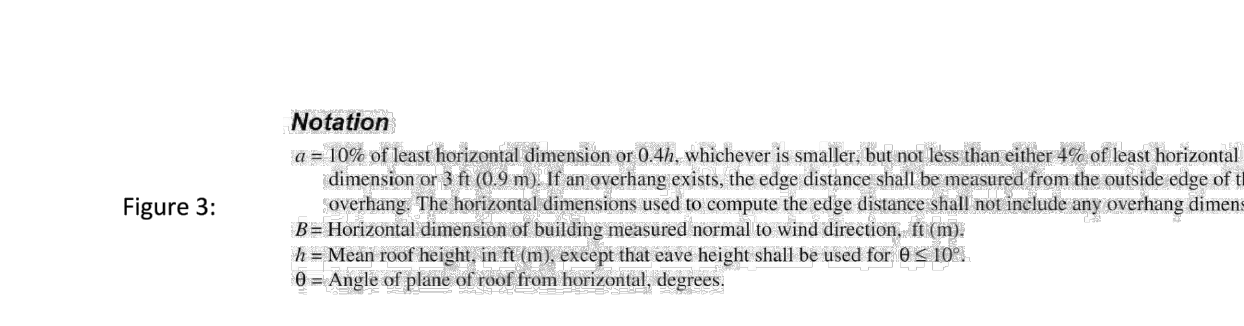 Notation
a = 10% of least horizontal dimension or 0.4h, whichever is smaller, but not less than either 4% of least horizontal
dimension or 3 ft (0.9 m). If an overhang exists, the edge distance shall be measured from the outside edge of
Figure 3:
overhang. The horizontal dimensions used to compute the edge distance shall not include any overhang
B = Horizontal dimension of building measured normal to wind direction, ft (m).
h = Mean roof height, in ft (m), except that eave height shall be used for θ ≤ 10°.
θ = Angle of plane of roof from horizontal, degrees.